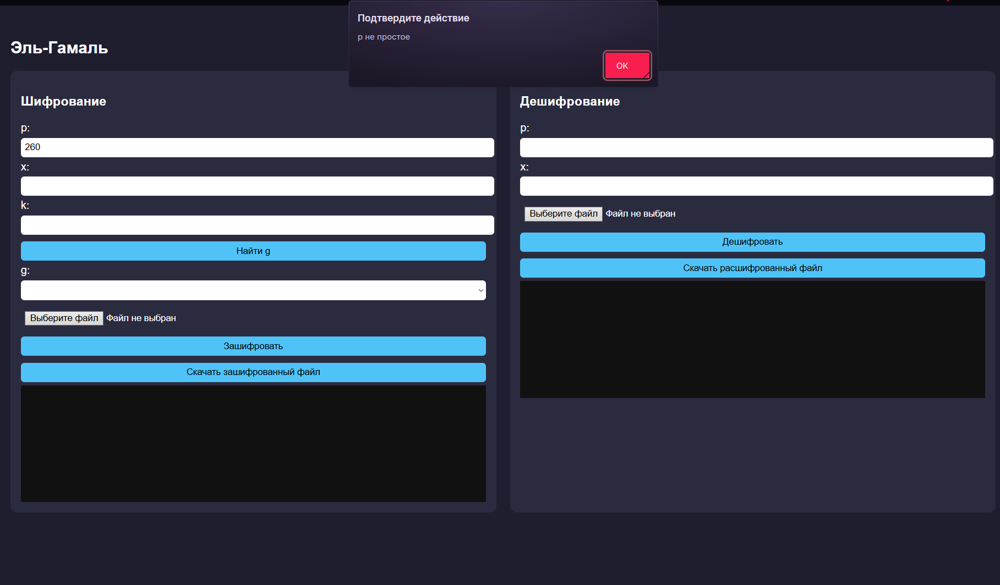 Подтвердите действие
p не простое
OK
Эль-Гамаль
Шифрование
p:
260
x:
k:
Найти g
g:
Выберите файл Файл не выбран
Зашифровать
Скачать зашифрованный файл
Дешифрование
p:
x:
Выберите файл Файл не выбран
Дешифровать
Скачать расшифрованный файл